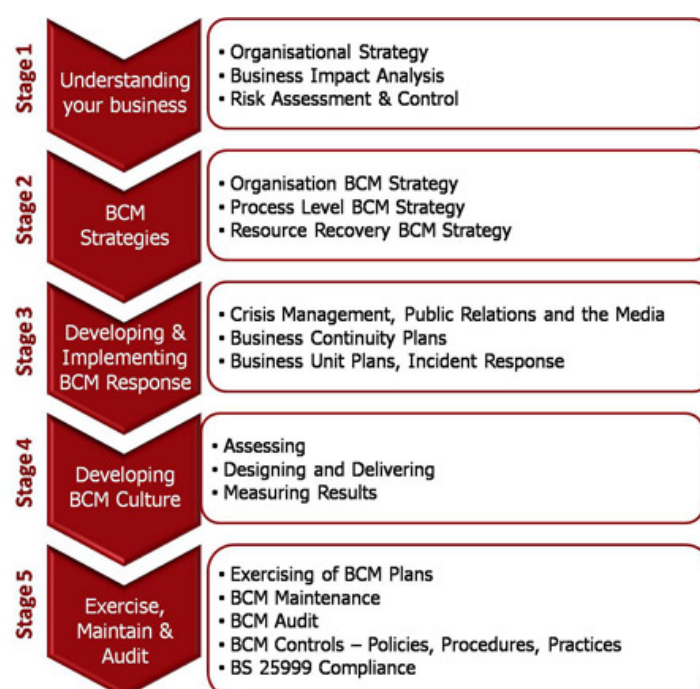 Stage 1
Understanding
your business
▪ Organisational Strategy
▪ Business Impact Analysis
▪ Risk Assessment & Control
Stage 2
BCM
Strategies
▪ Organisation BCM Strategy
▪ Process Level BCM Strategy
▪ Resource Recovery BCM Strategy
Stage 3
Developing &
Implementing
BCM Response
▪ Crisis Management, Public Relations and the Media
▪ Business Continuity Plans
▪ Business Unit Plans, Incident Response
Stage 4
Developing
BCM Culture
▪ Assessing
▪ Designing and Delivering
▪ Measuring Results
Stage 5
Exercise,
Maintain &
Audit
▪ Exercising of BCM Plans
▪ BCM Maintenance
▪ BCM Audit
▪ BCM Controls – Policies, Procedures, Practices
▪ BS 25999 Compliance